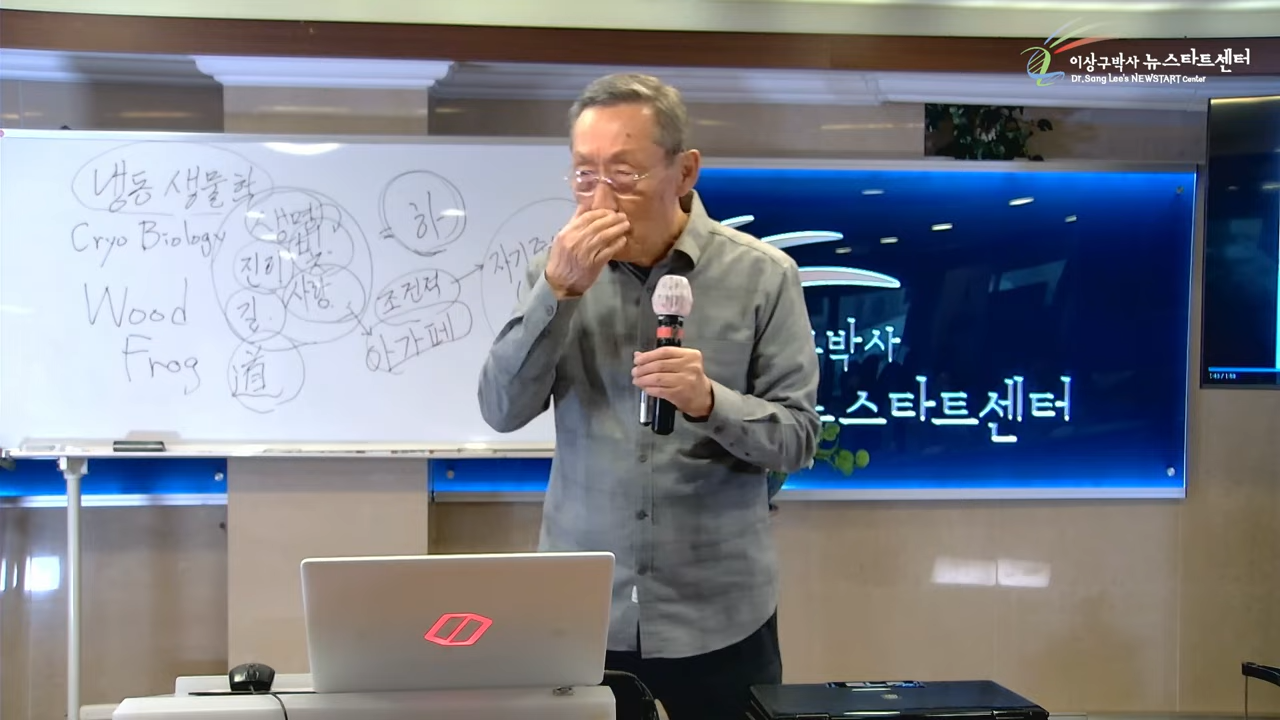 이상구박사 뉴스타트센터
Dr. Sang Lee's NEWSTART Center
냉동 생물학
Cryo Biology
Wood
Frog
생명
진리
사랑
길
道
= 하
조건적
아가페
박사
뉴스타트센터